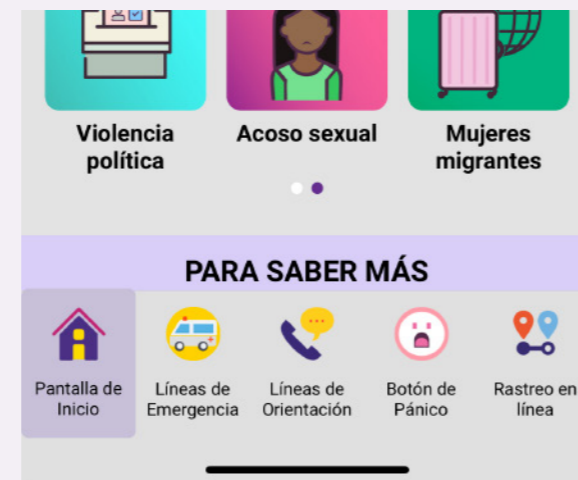 Violencia
política
Acoso sexual
Mujeres
migrantes
PARA SABER MÁS
Pantalla de
Inicio
Líneas de
Emergencia
Líneas de
Orientación
Botón de
Pánico
Rastreo en
línea